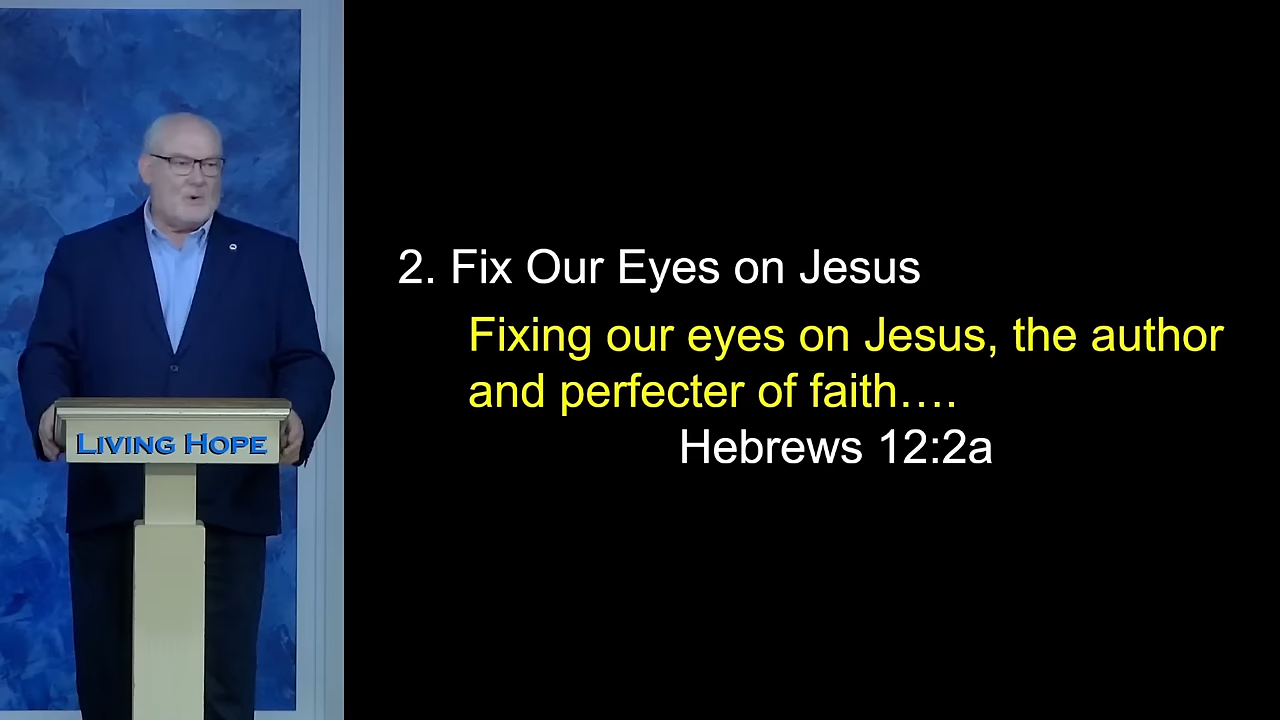 LIVING HOPE
2. Fix Our Eyes on Jesus
Fixing our eyes on Jesus, the author
and perfecter of faith….
Hebrews 12:2a